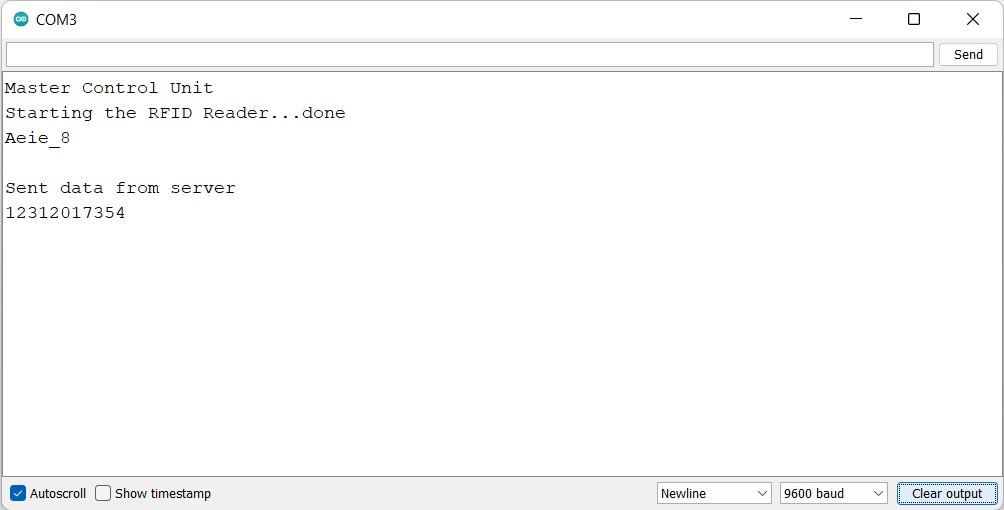 COM3
Send
Master Control Unit
Starting the RFID Reader...done
Aeie_8
Sent data from server
12312017354
Autoscroll
Show timestamp
Newline
9600 baud
Clear output